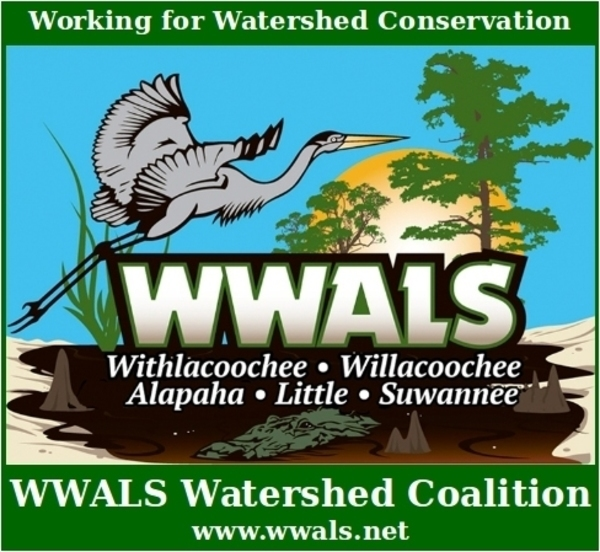 Working for Watershed Conservation
WWALS
Withlacoochee • Willacoochee
Alapaha • Little • Suwannee
WWALS Watershed Coalition
www.wwals.net